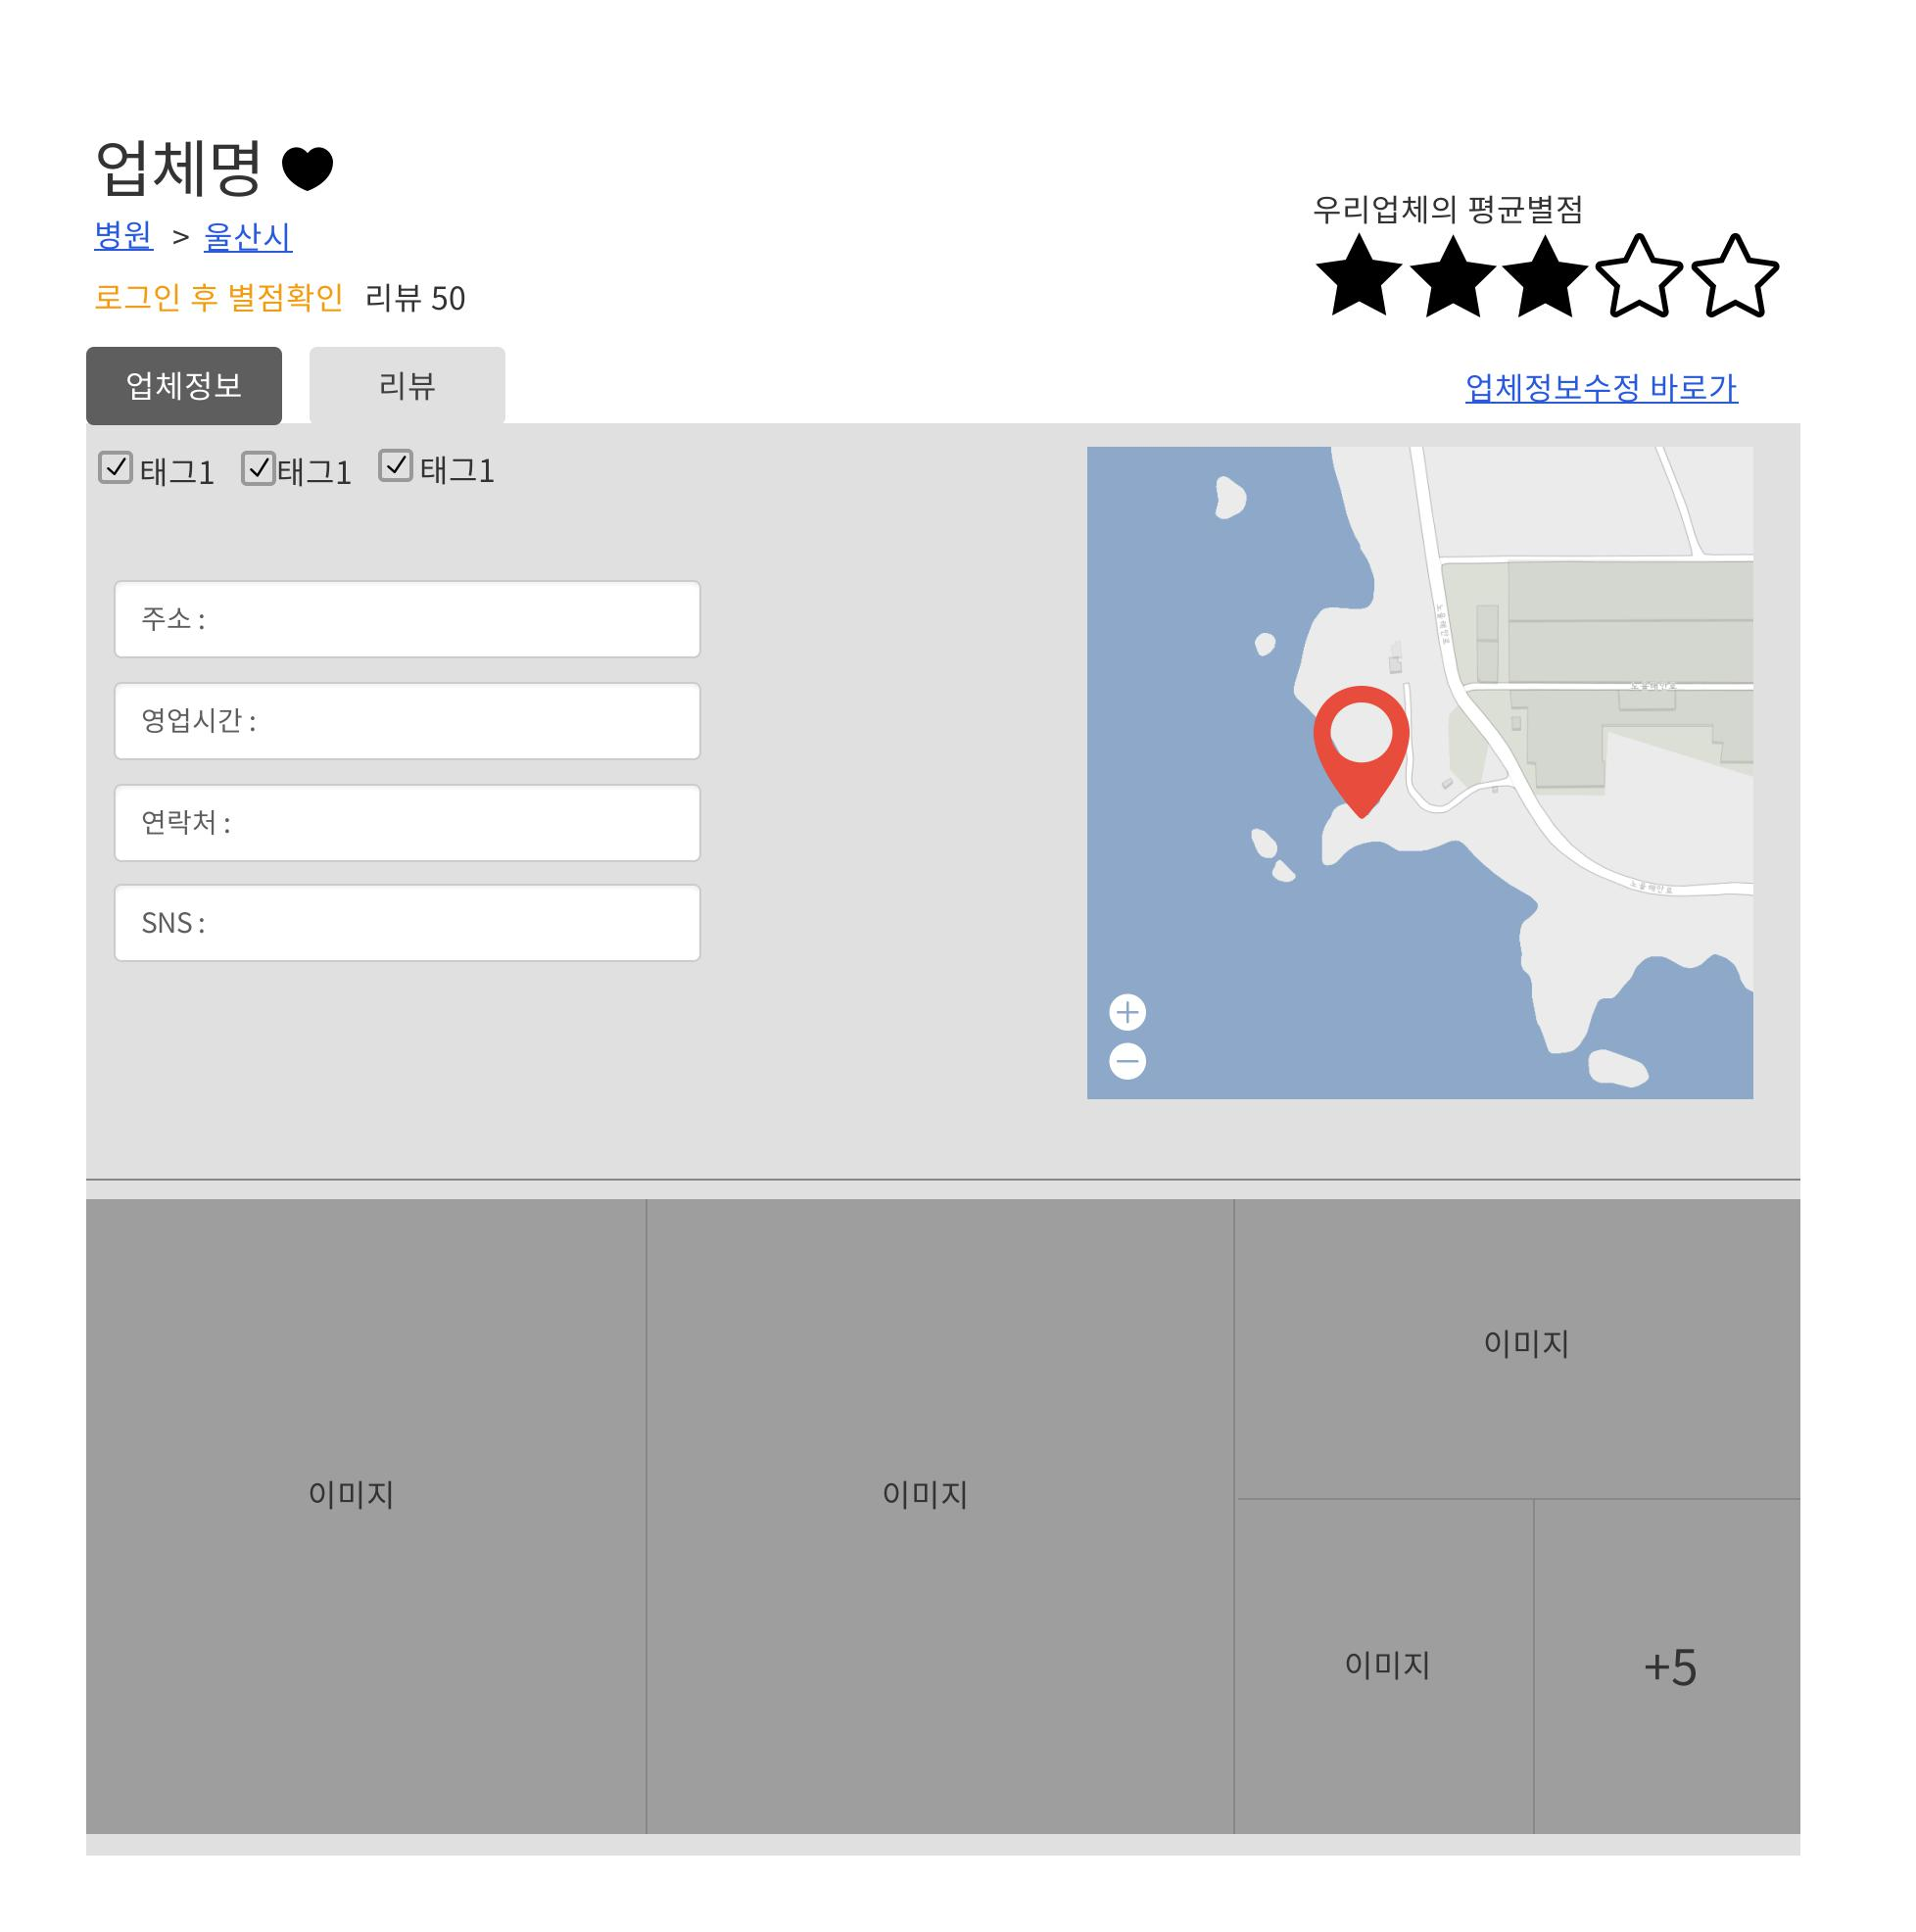 업체명
병원 > 울산시
로그인 후 별점확인 리뷰 50
우리업체의 평균별점
업체정보 리뷰
업체정보수정 바로가
태그1 태그1 태그1
주소 :
영업시간 :
연락처 :
SNS :
이미지
이미지
이미지
이미지
+5